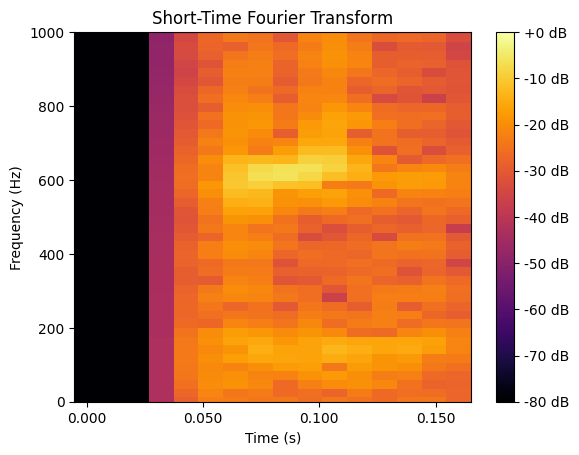 Short-Time Fourier Transform
1000
800
600
400
200
0
Frequency (Hz)
0.000
0.050
0.100
0.150
Time (s)
+0 dB
-10 dB
-20 dB
-30 dB
-40 dB
-50 dB
-60 dB
-70 dB
-80 dB